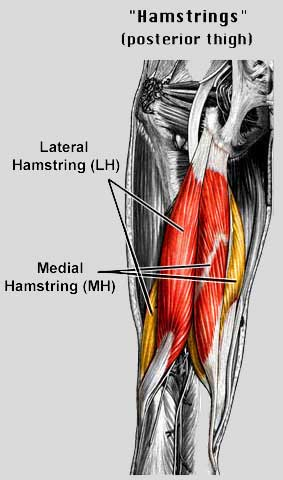 "Hamstrings"
(posterior thigh)
Lateral
Hamstring (LH)
Medial
Hamstring (MH)